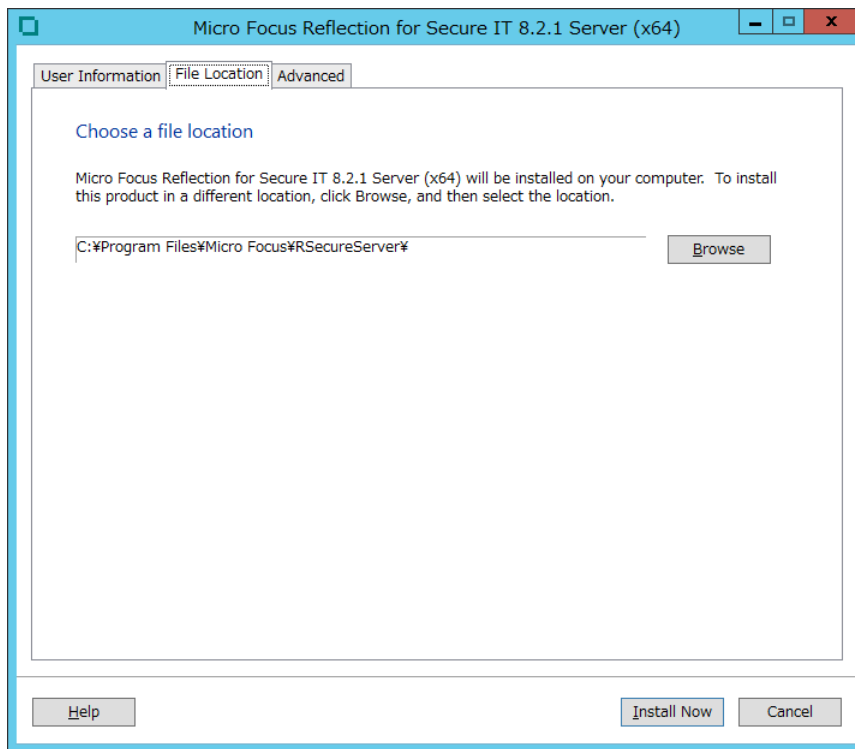 Micro Focus Reflection for Secure IT 8.2.1 Server (x64)
x
User Information File Location Advanced
Choose a file location
Micro Focus Reflection for Secure IT 8.2.1 Server (x64) will be installed on your computer. To install
this product in a different location, click Browse, and then select the location.
C:¥Program Files¥Micro Focus¥RSecureServer¥
Browse
Help Install Now Cancel